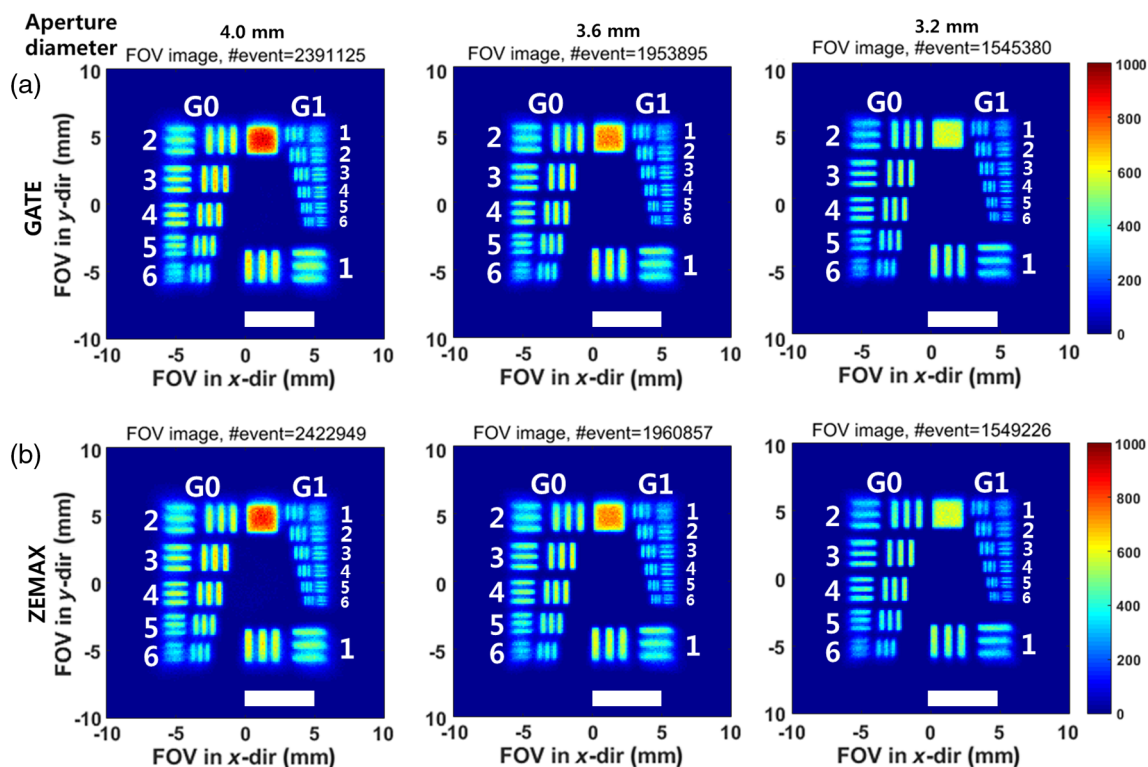 Aperture diameter
4.0 mm 3.6 mm 3.2 mm
(a)
GATE
FOV image, #event=2391125
G0 G1
2 3 4 5 6
1 2 3 4 5 6
1
10 5 0 -5 -10
FOV in y-dir (mm)
-10 -5 0 5 10
FOV in x-dir (mm)
FOV image, #event=1953895
G0 G1
2 3 4 5 6
1 2 3 4 5 6
1
10 5 0 -5 -10
-10 -5 0 5 10
FOV in x-dir (mm)
FOV image, #event=1545380
G0 G1
2 3 4 5 6
1 2 3 4 5 6
1
10 5 0 -5 -10
-10 -5 0 5 10
FOV in x-dir (mm)
1000 800 600 400 200 0
(b)
ZEMAX
FOV image, #event=2422949
G0 G1
2 3 4 5 6
1 2 3 4 5 6
1
10 5 0 -5 -10
FOV in y-dir (mm)
-10 -5 0 5 10
FOV in x-dir (mm)
FOV image, #event=1960857
G0 G1
2 3 4 5 6
1 2 3 4 5 6
1
10 5 0 -5 -10
-10 -5 0 5 10
FOV in x-dir (mm)
FOV image, #event=1549226
G0 G1
2 3 4 5 6
1 2 3 4 5 6
1
10 5 0 -5 -10
-10 -5 0 5 10
FOV in x-dir (mm)
1000 800 600 400 200 0